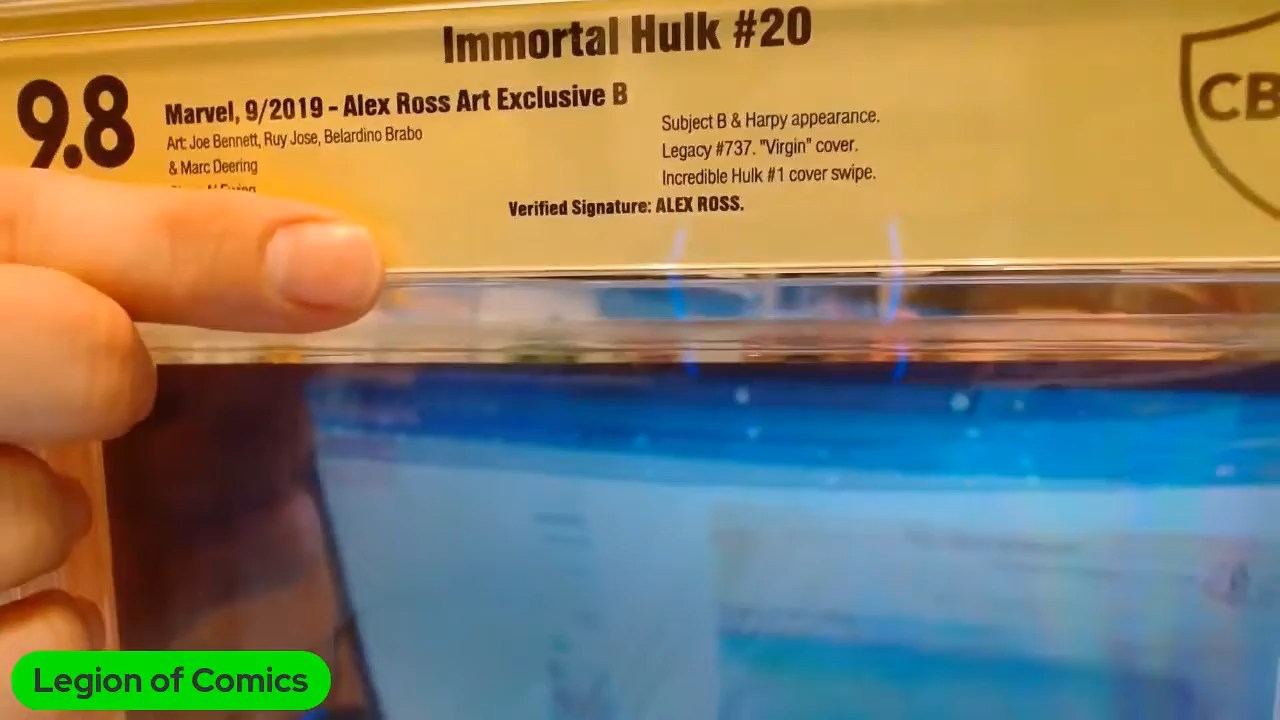 Immortal Hulk #20
9.8
Marvel, 9/2019 - Alex Ross Art Exclusive B
Art: Joe Bennett, Ruy Jose, Belardino Brabo
& Marc Deering
Subject B & Harpy appearance.
Legacy #737. "Virgin" cover.
Incredible Hulk #1 cover swipe.
Verified Signature: ALEX ROSS.
CB
Legion of Comics